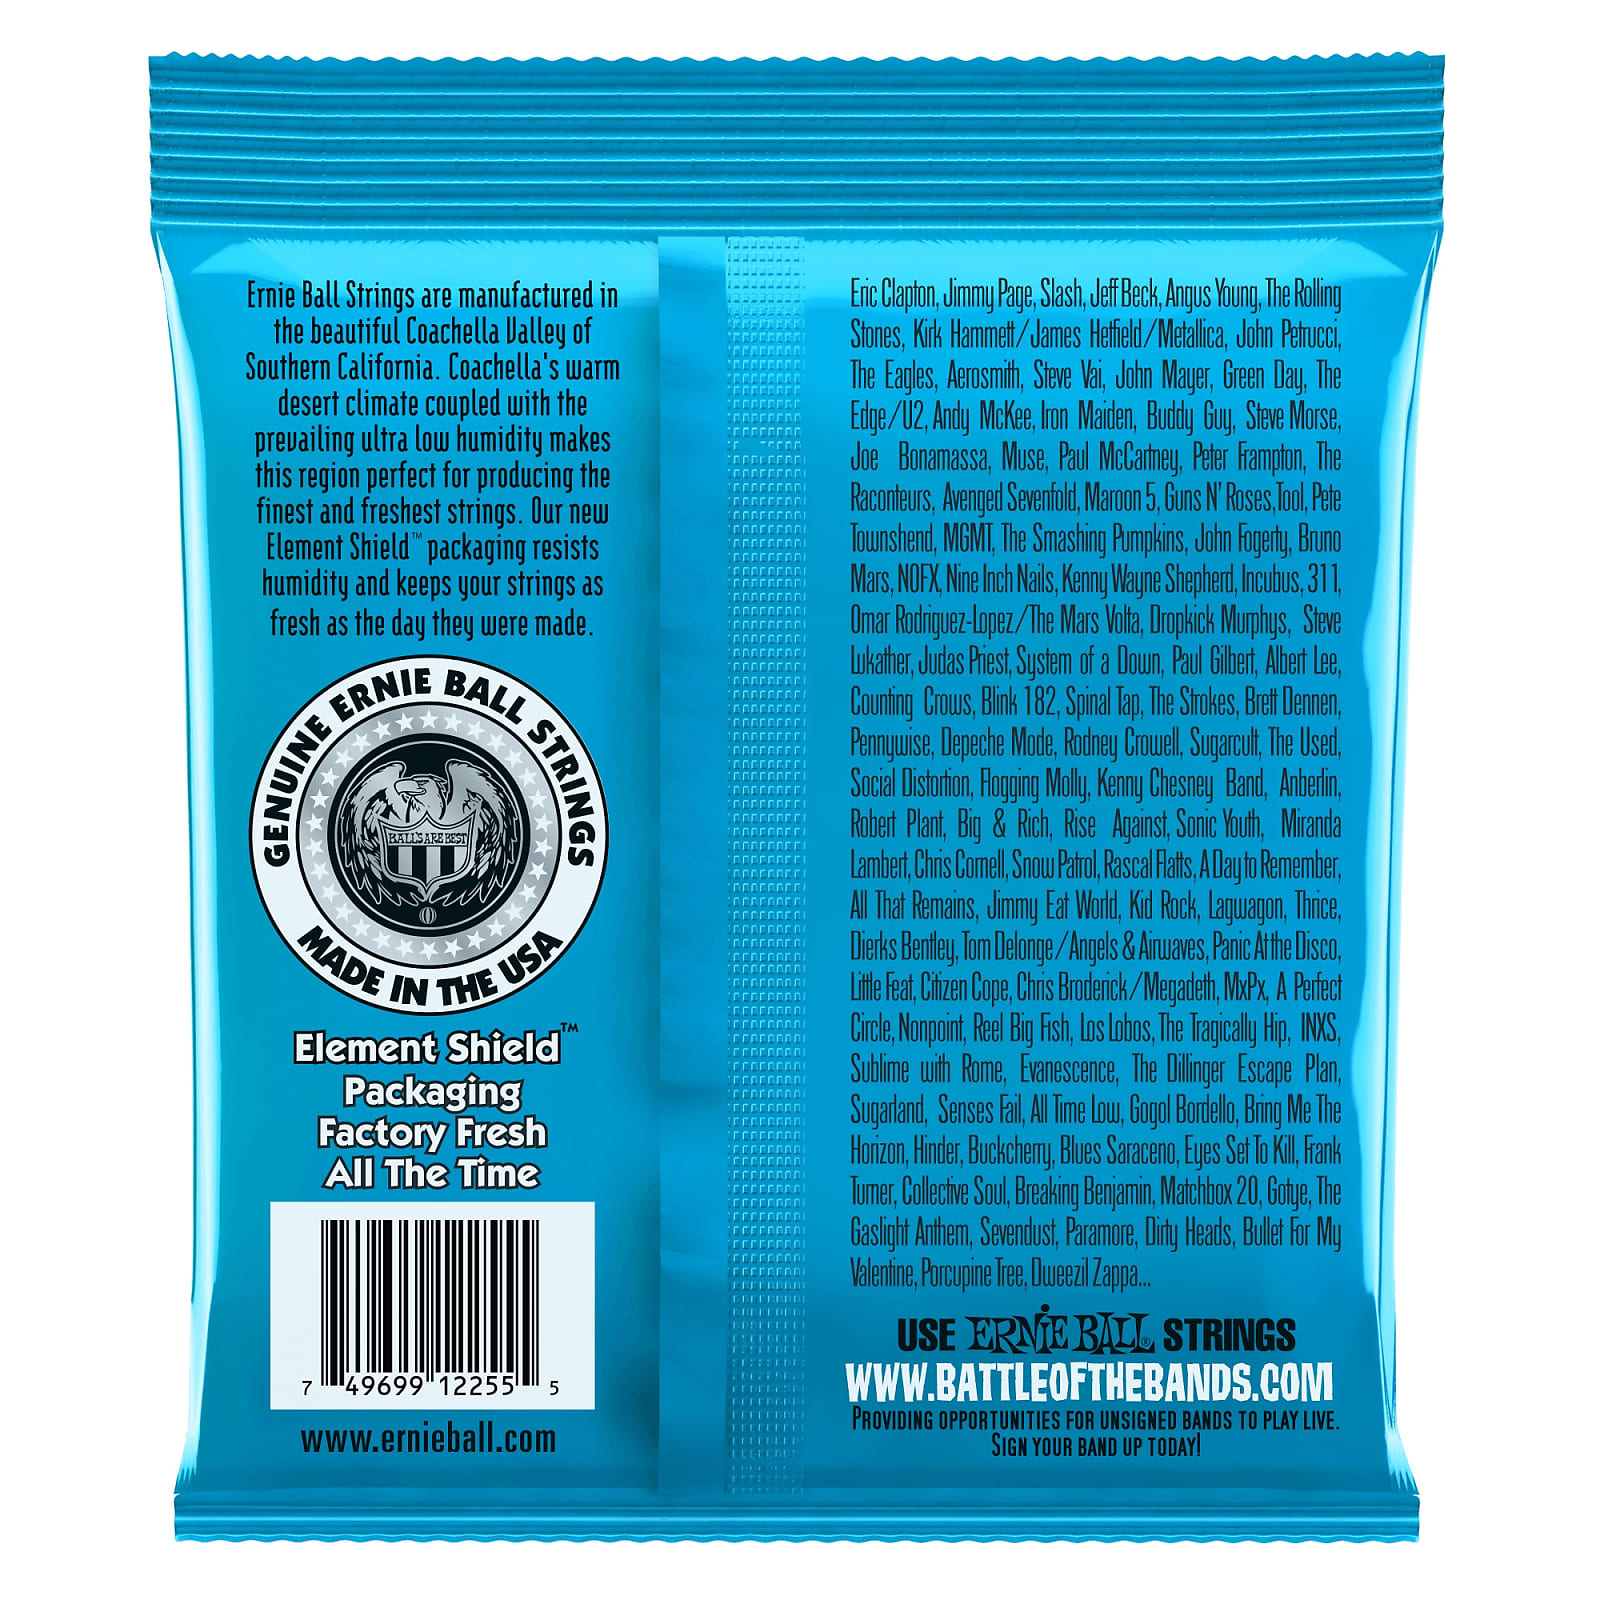 Ernie Ball Strings are manufactured in
the beautiful Coachella Valley of
Southern California. Coachella's warm
desert climate coupled with the
prevailing ultra low humidity makes
this region perfect for producing the
finest and freshest strings. Our new
Element Shield™ packaging resists
humidity and keeps your strings as
fresh as the day they were made.
GENUINE ERNIE BALL STRINGS
BALLS ARE BEST
MADE IN THE USA
Element Shield™
Packaging
Factory Fresh
All The Time
7 49699 12255 5
www.ernieball.com
Eric Clapton, Jimmy Page, Slash, Jeff Beck, Angus Young, The Rolling
Stones, Kirk Hammett/James Hetfield/Metallica, John Petrucci,
The Eagles, Aerosmith, Steve Vai, John Mayer, Green Day, The
Edge/U2, Andy McKee, Iron Maiden, Buddy Guy, Steve Morse,
Joe Bonamassa, Muse, Paul McCartney, Peter Frampton, The
Raconteurs, Avenged Sevenfold, Maroon 5, Guns N' Roses, Tool, Pete
Townshend, MGMT, The Smashing Pumpkins, John Fogerty, Bruno
Mars, NOFX, Nine Inch Nails, Kenny Wayne Shepherd, Incubus, 311,
Omar Rodriguez-Lopez/The Mars Volta, Dropkick Murphys, Steve
Lukather, Judas Priest, System of a Down, Paul Gilbert, Albert Lee,
Counting Crows, Blink 182, Spinal Tap, The Strokes, Brett Dennen,
Pennywise, Depeche Mode, Rodney Crowell, Sugarcult, The Used,
Social Distortion, Flogging Molly, Kenny Chesney Band, Anberlin,
Robert Plant, Big & Rich, Rise Against, Sonic Youth, Miranda
Lambert, Chris Cornell, Snow Patrol, Rascal Flatts, A Day to Remember,
All That Remains, Jimmy Eat World, Kid Rock, Lagwagon, Thrice,
Dierks Bentley, Tom Delonge/Angels & Airwaves, Panic At the Disco,
Little Feat, Citizen Cope, Chris Broderick/Megadeth, MxPx, A Perfect
Circle, Nonpoint, Reel Big Fish, Los Lobos, The Tragically Hip, INXS,
Sublime with Rome, Evanescence, The Dillinger Escape Plan,
Sugarland, Senses Fail, All Time Low, Gogol Bordello, Bring Me The
Horizon, Hinder, Buckcherry, Blues Saraceno, Eyes Set To Kill, Frank
Turner, Collective Soul, Breaking Benjamin, Matchbox 20, Gotye, The
Gaslight Anthem, Sevendust, Paramore, Dirty Heads, Bullet For My
Valentine, Porcupine Tree, Dweezil Zappa...
USE ERNIE BALL® STRINGS
WWW.BATTLEOFTHEBANDS.COM
PROVIDING OPPORTUNITIES FOR UNSIGNED BANDS TO PLAY LIVE.
SIGN YOUR BAND UP TODAY!